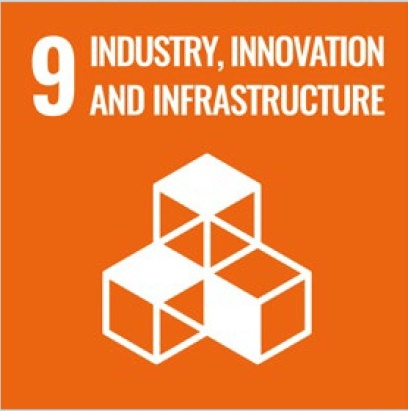 9 INDUSTRY, INNOVATION
AND INFRASTRUCTURE